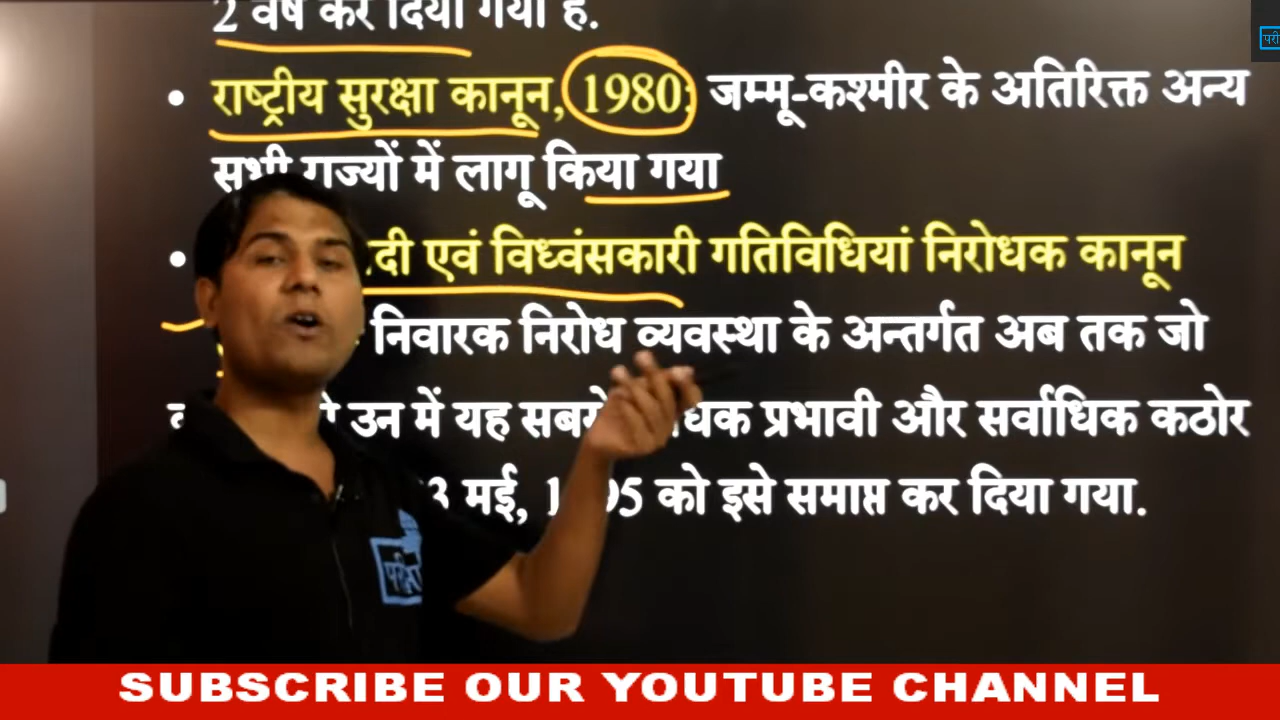 2 वर्ष कर दिया गया है.
• राष्ट्रीय सुरक्षा कानून, 1980: जम्मू-कश्मीर के अतिरिक्त अन्य
सभी राज्यों में लागू किया गया
• एवं विध्वंसकारी गतिविधियां निरोधक कानून
निवारक निरोध व्यवस्था के अन्तर्गत अब तक जो
उन में यह सबसे प्रभावी और सर्वाधिक कठोर
मई, को इसे समाप्त कर दिया गया.
SUBSCRIBE OUR YOUTUBE CHANNEL